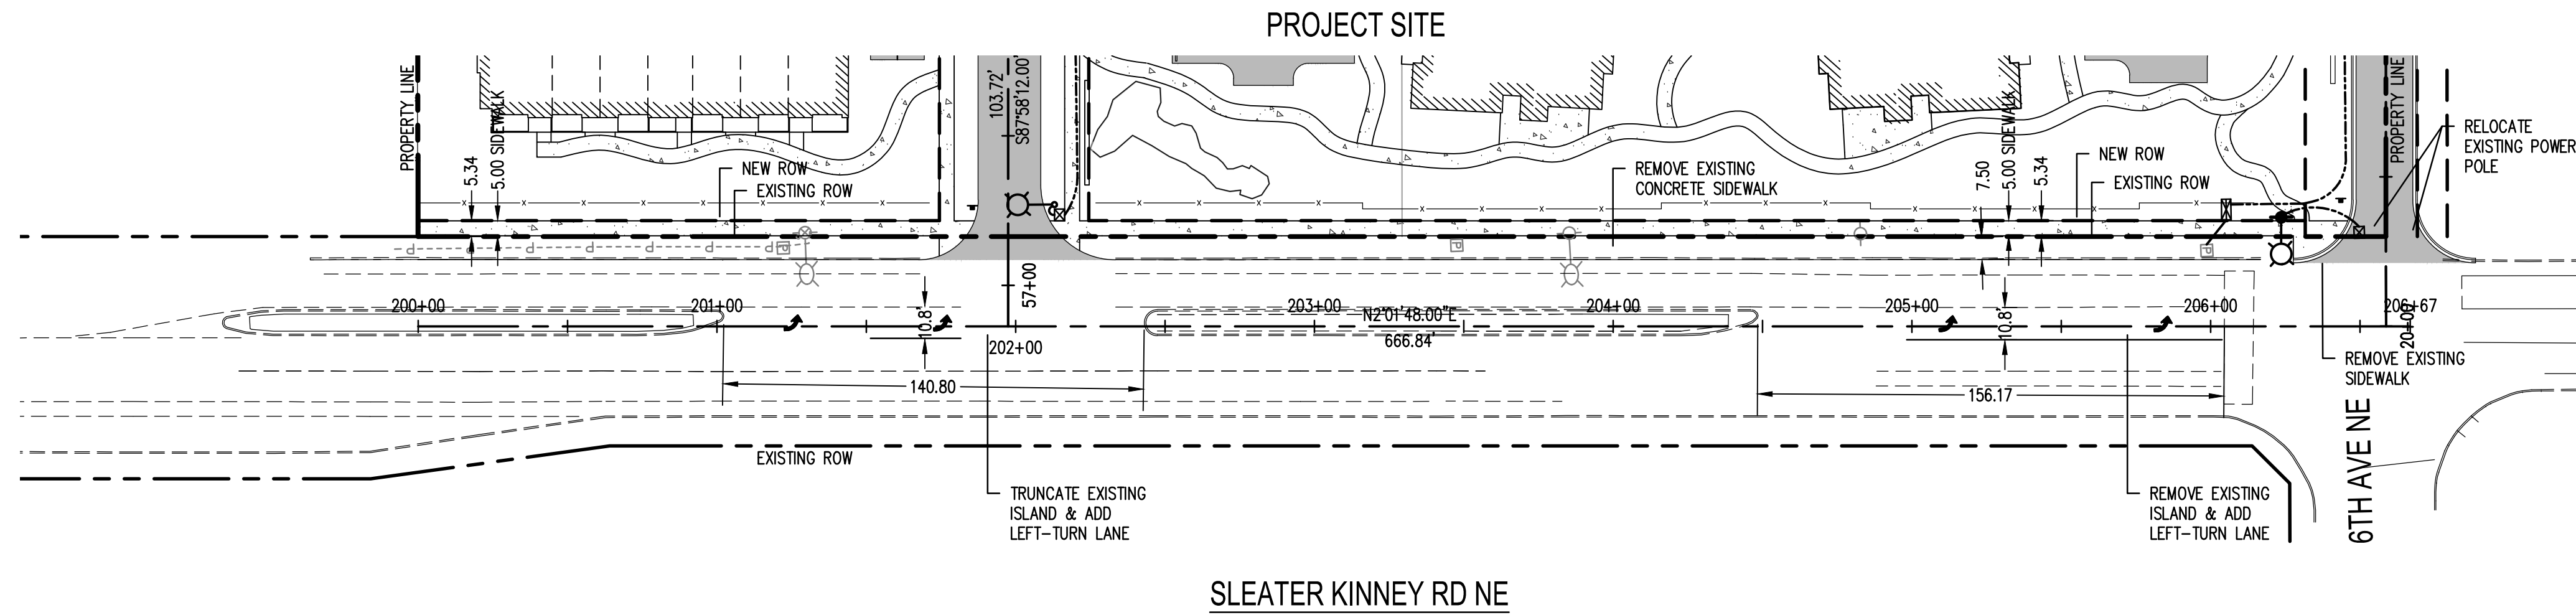 PROJECT SITE
PROPERTY LINE
5.34
5.00 SIDEWALK
NEW ROW
EXISTING ROW
103.72'
S87°58'12.00"
REMOVE EXISTING
CONCRETE SIDEWALK
7.50
5.00 SIDEWALK
5.34
NEW ROW
EXISTING ROW
PROPERTY LINE
RELOCATE
EXISTING POWER
POLE
P
P
P
P
P
P
P
P
P
57+00
200+00
201+00
10.8'
202+00
203+00
N2°01'48.00"E
666.84'
204+00
205+00
10.8'
206+00
206+67
140.80
156.17
REMOVE EXISTING
SIDEWALK
EXISTING ROW
TRUNCATE EXISTING
ISLAND & ADD
LEFT-TURN LANE
REMOVE EXISTING
ISLAND & ADD
LEFT-TURN LANE
6TH AVE NE
SLEATER KINNEY RD NE